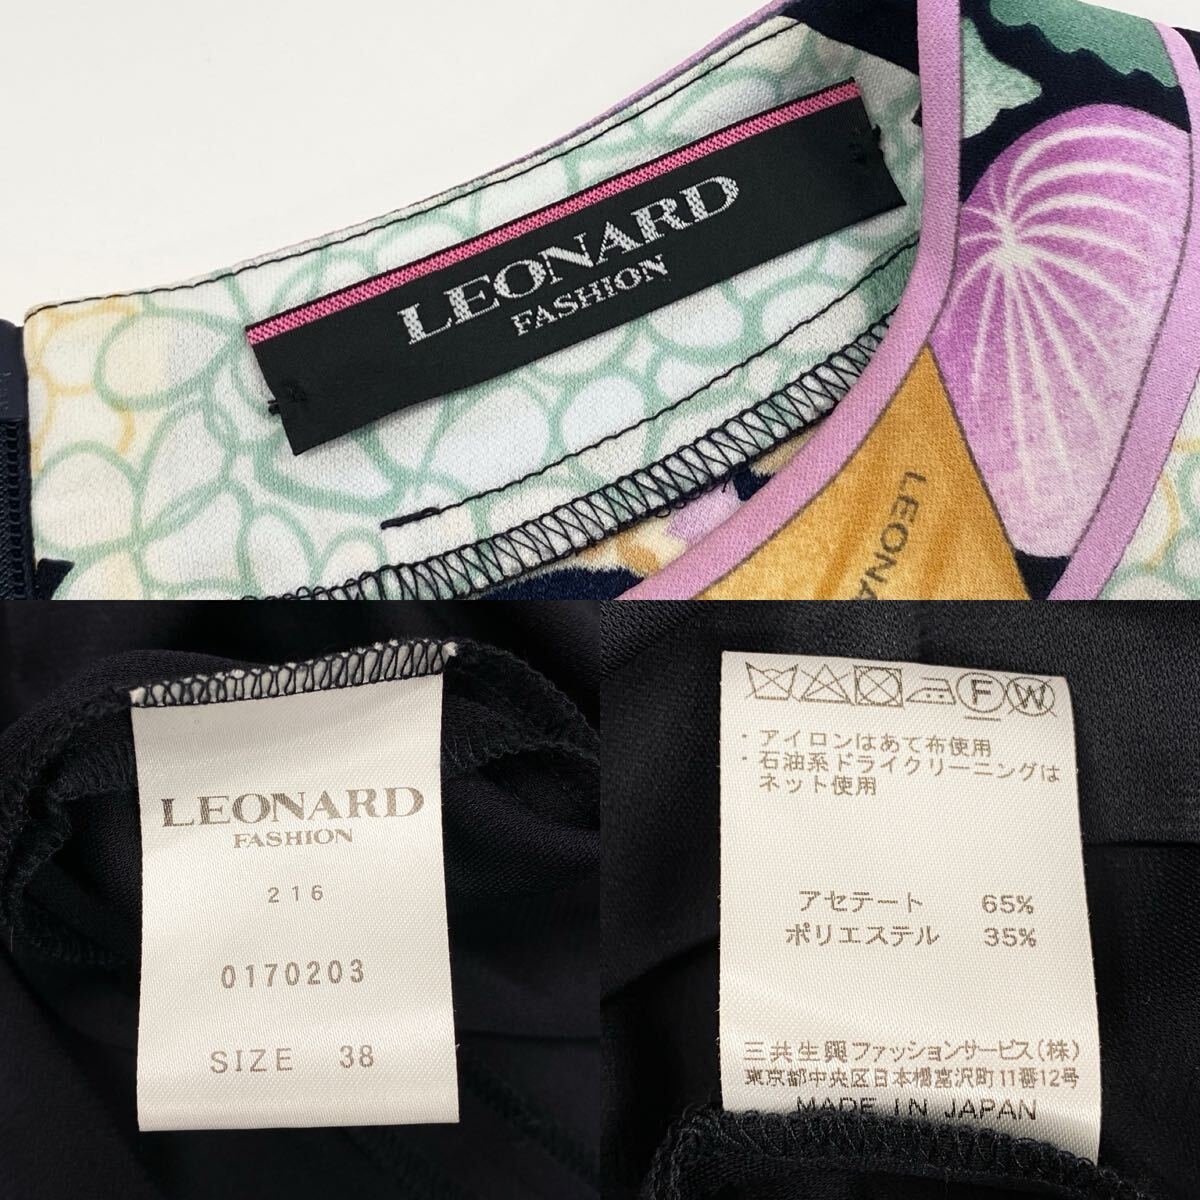 LEONARD
FASHION
LEONA
LEONARD
FASHION
216
0170203
SIZE 38
F W
・アイロンはあて布使用
・石油系ドライクリーニングは
ネット使用
アセテート 65%
ポリエステル 35%
三共生興ファッションサービス(株)
東京都中央区日本橋富沢町11番12号
MADE IN JAPAN